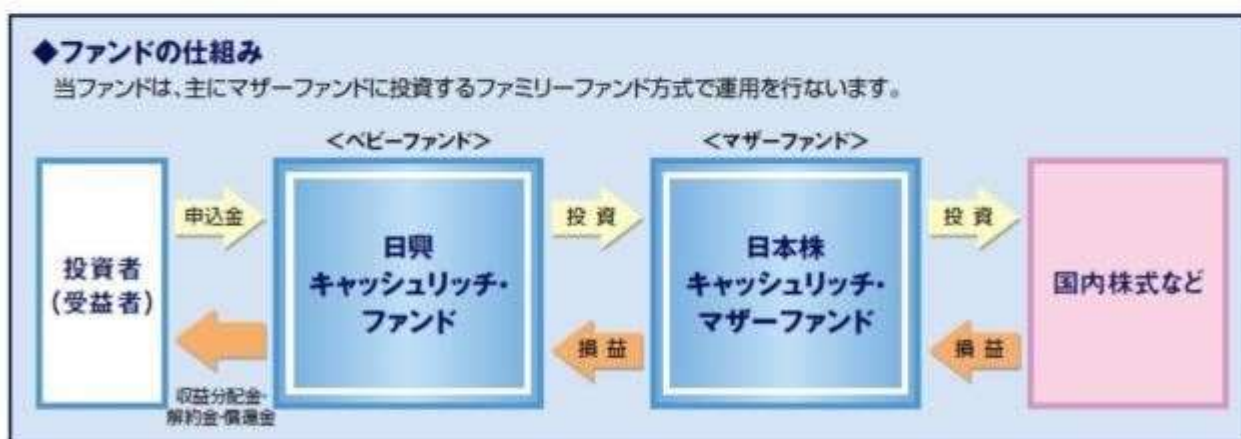 ◆ファンドの仕組み
当ファンドは、主にマザーファンドに投資するファミリーファンド方式で運用を行ないます。
<ベビーファンド>
<マザーファンド>
投資者
(受益者)
申込金
収益分配金・
解約金・償還金
日興
キャッシュリッチ・
ファンド
投資
損益
日本株
キャッシュリッチ・
マザーファンド
投資
損益
国内株式など